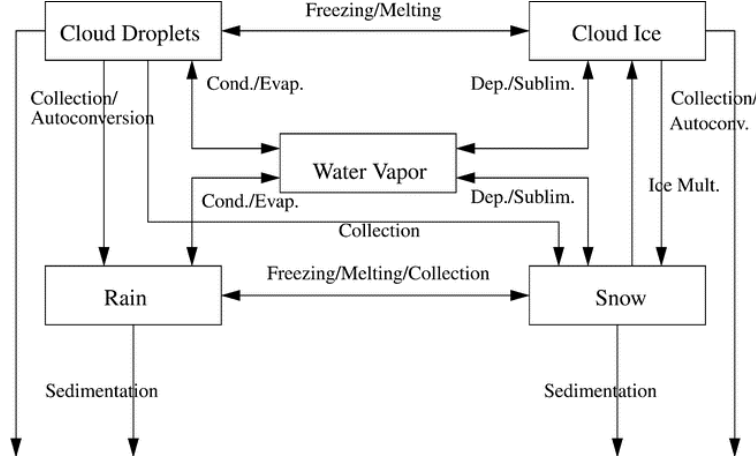 Freezing/Melting
Cloud Droplets
Cloud Ice
Collection/
Autoconversion
Cond./Evap.
Dep./Sublim.
Collection/
Autoconv.
Water Vapor
Cond./Evap.
Dep./Sublim.
Ice Mult.
Collection
Freezing/Melting/Collection
Rain
Snow
Sedimentation
Sedimentation